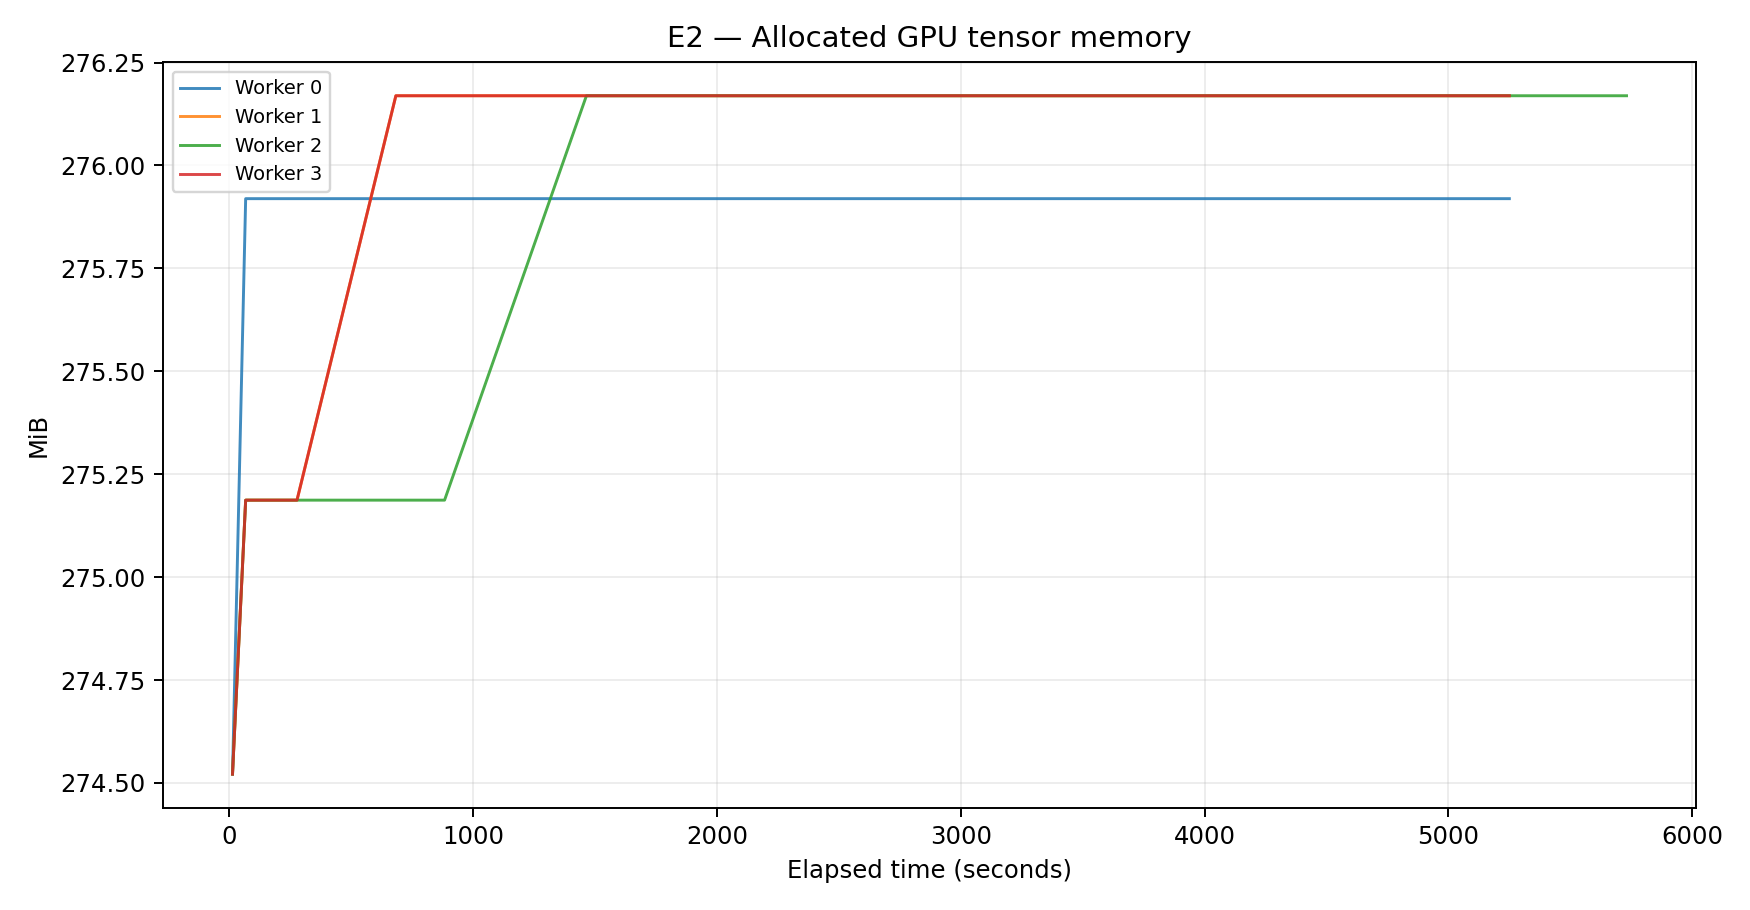 E2 — Allocated GPU tensor memory
276.25
276.00
275.75
275.50
275.25
275.00
274.75
274.50
MiB
Worker 0
Worker 1
Worker 2
Worker 3
0 1000 2000 3000 4000 5000 6000
Elapsed time (seconds)